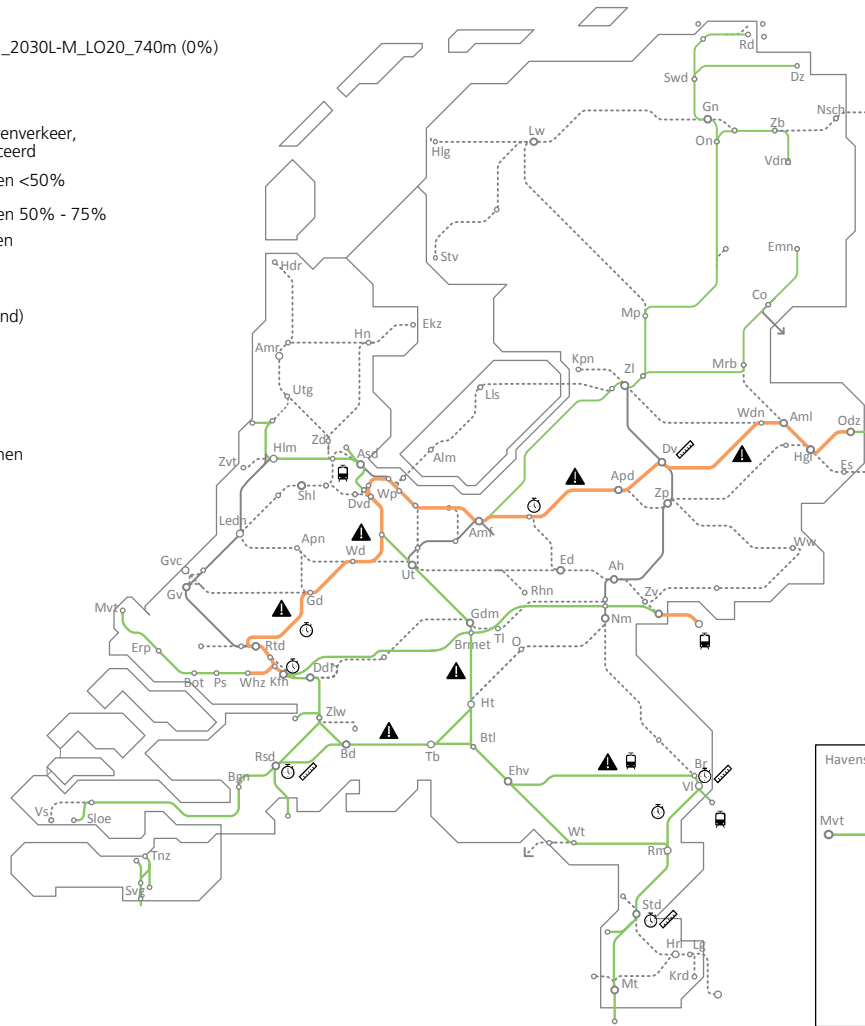 _2030L-M_LO20_740m (0%)
enverkeer,
ceerd
en <50%
en 50% - 75%
en
nd)
nen
Rd
Swd
Dz
Gn
Nsch
Zb
On
Vdm
Lw
Hlg
Stv
Emn
Hdr
Co
Mp
Ekz
Hn
Amr
Kpn
Zl
Mrb
Utg
Lls
Wdn
Aml
Odz
Zd
Asd
Alm
Dv
Hgl
Zvt
Hlm
Es
Wp
Apd
Shl
Dvd
Zp
Ledn
Amf
Apn
Wd
Ww
Gvc
Ut
Ed
Ah
Gv
Rhn
Gd
Zv
Mvt
Gdm
Nm
Rtd
Brmet
Tl
O
Erp
Ddr
Bot
Ps
Whz
Kfh
Ht
Zlw
Btl
Rsd
Bd
Tb
Br
Bgn
Ehv
Vl
Havens
Vs
Sloe
Mvt
Wt
Rm
Tnz
Svg
Std
Hrl
Lg
Krd
Mt